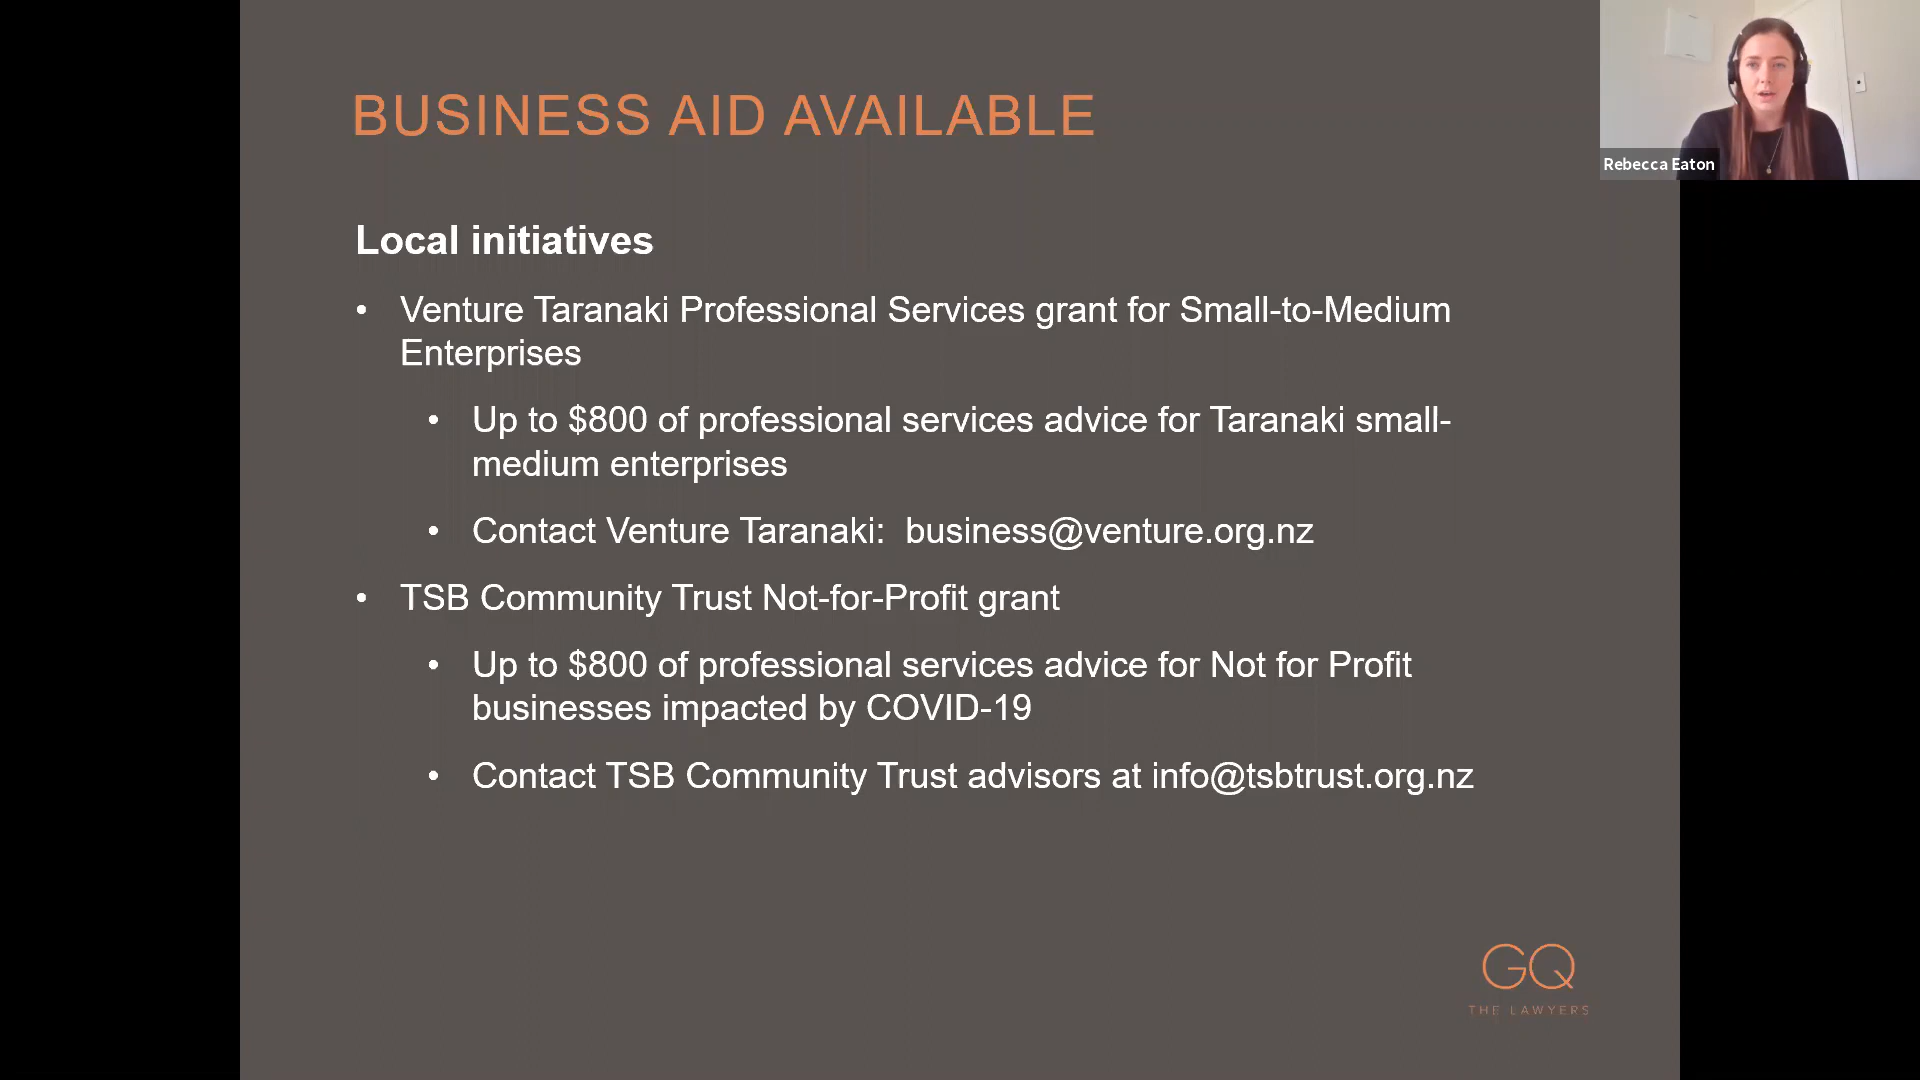 BUSINESS AID AVAILABLE
Rebecca Eaton
Local initiatives
• Venture Taranaki Professional Services grant for Small-to-Medium
Enterprises
• Up to $800 of professional services advice for Taranaki small-
medium enterprises
• Contact Venture Taranaki:  business@venture.org.nz
• TSB Community Trust Not-for-Profit grant
• Up to $800 of professional services advice for Not for Profit
businesses impacted by COVID-19
• Contact TSB Community Trust advisors at info@tsbtrust.org.nz
GQ
THE LAWYERS